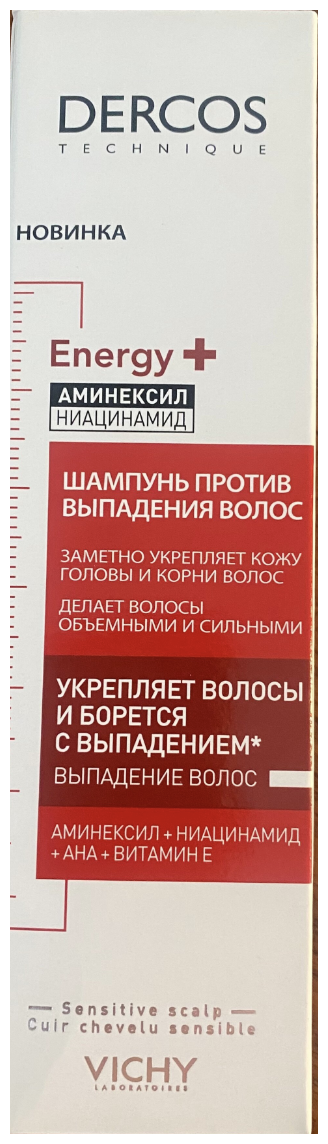 DERCOS
TECHNIQUE
НОВИНКА
Energy +
АМИНЕКСИЛ
НИАЦИНАМИД
ШАМПУНЬ ПРОТИВ
ВЫПАДЕНИЯ ВОЛОС
ЗАМЕТНО УКРЕПЛЯЕТ КОЖУ
ГОЛОВЫ И КОРНИ ВОЛОС
ДЕЛАЕТ ВОЛОСЫ
ОБЪЕМНЫМИ И СИЛЬНЫМИ
УКРЕПЛЯЕТ ВОЛОСЫ
И БОРЕТСЯ
С ВЫПАДЕНИЕМ*
ВЫПАДЕНИЕ ВОЛОС
АМИНЕКСИЛ + НИАЦИНАМИД
+ АНА + ВИТАМИН Е
Sensitive scalp
Cuir chevelu sensible
VICHY
LABORATOIRES